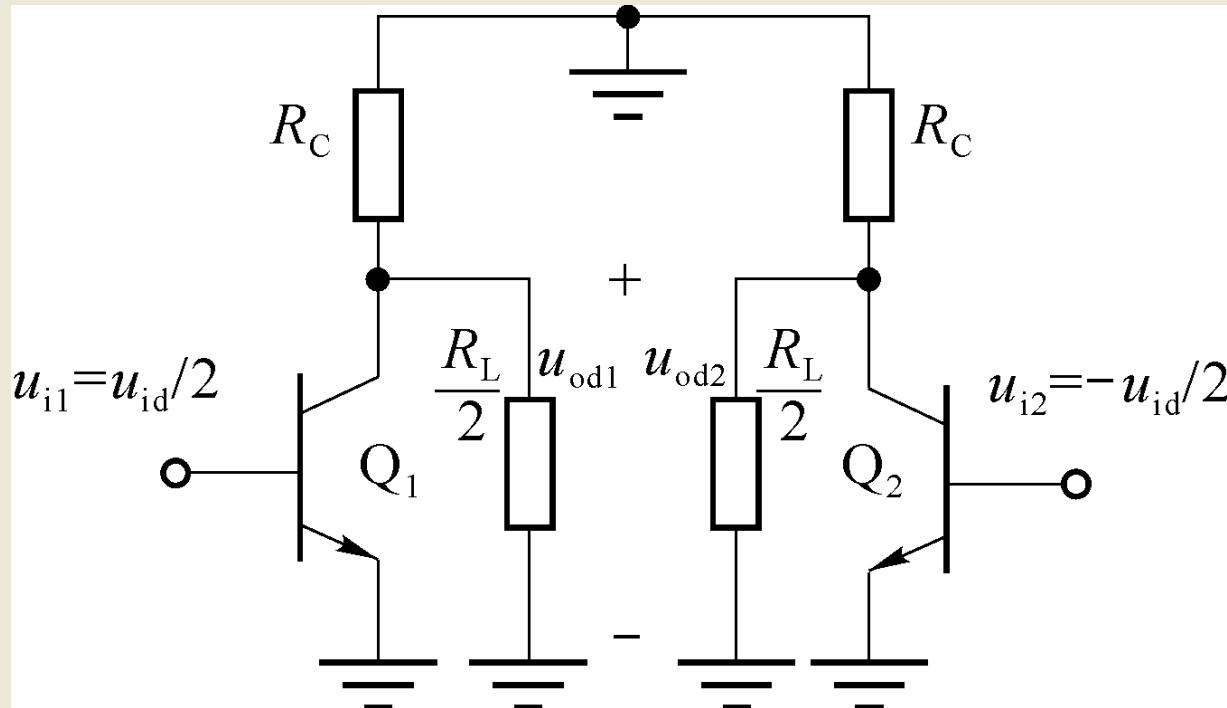 R_C
R_C
+
u_i1=u_id/2
R_L/2
u_od1
u_od2
R_L/2
u_i2=-u_id/2
Q_1
Q_2
-